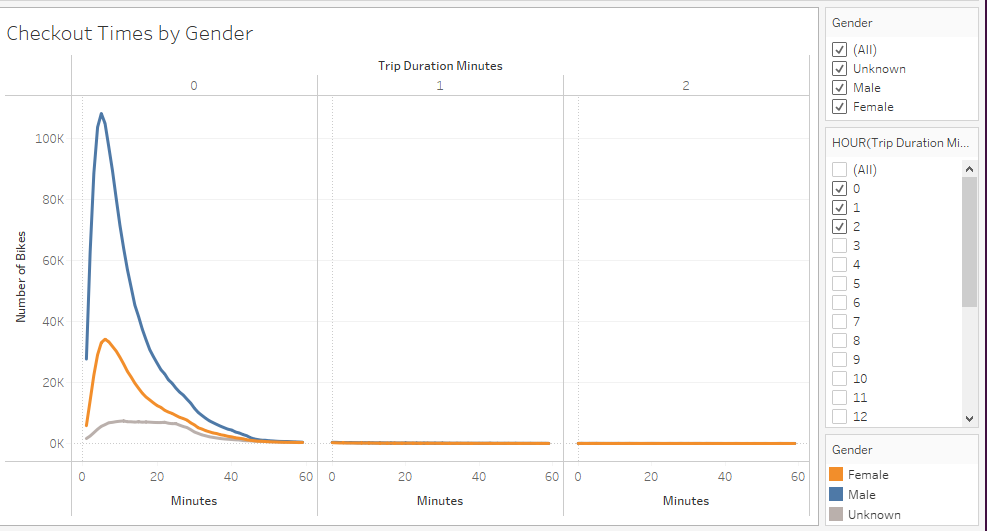 Checkout Times by Gender
Trip Duration Minutes
0 1 2
100K
80K
60K
40K
20K
0K
Number of Bikes
0 20 40 60 0 20 40 60 0 20 40 60
Minutes Minutes Minutes
Gender
(All)
Unknown
Male
Female
HOUR(Trip Duration Mi...
(All)
0
1
2
3
4
5
6
7
8
9
10
11
12
Gender
Female
Male
Unknown